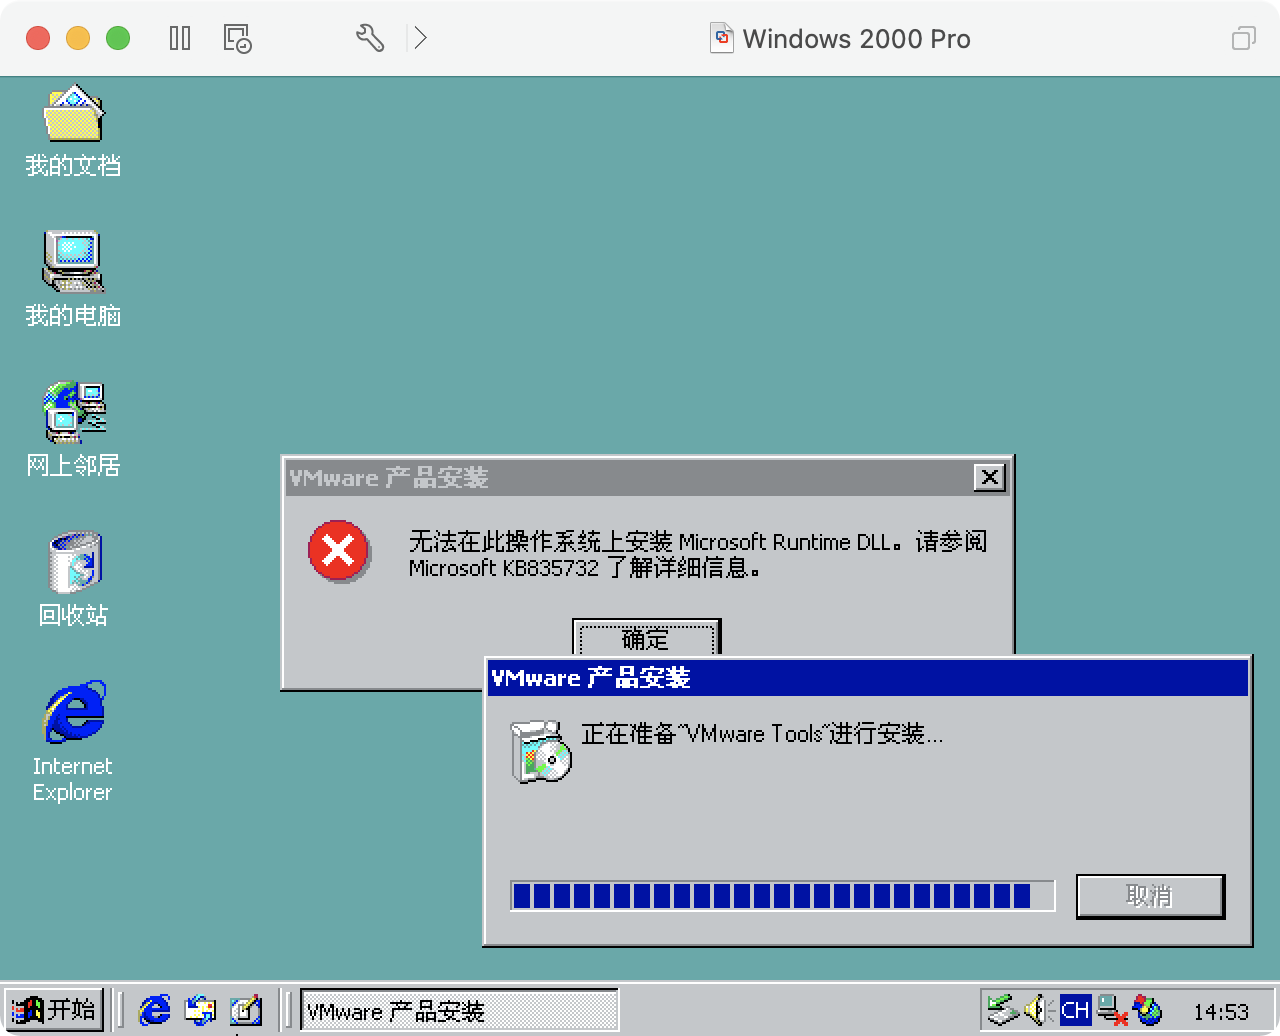 Windows 2000 Pro
我的文档
我的电脑
网上邻居
回收站
Internet
Explorer
VMware 产品安装
无法在此操作系统上安装 Microsoft Runtime DLL。请参阅
Microsoft KB835732 了解详细信息。
确定
VMware 产品安装
正在准备"VMware Tools"进行安装...
取消
开始
VMware 产品安装
CH
14:53